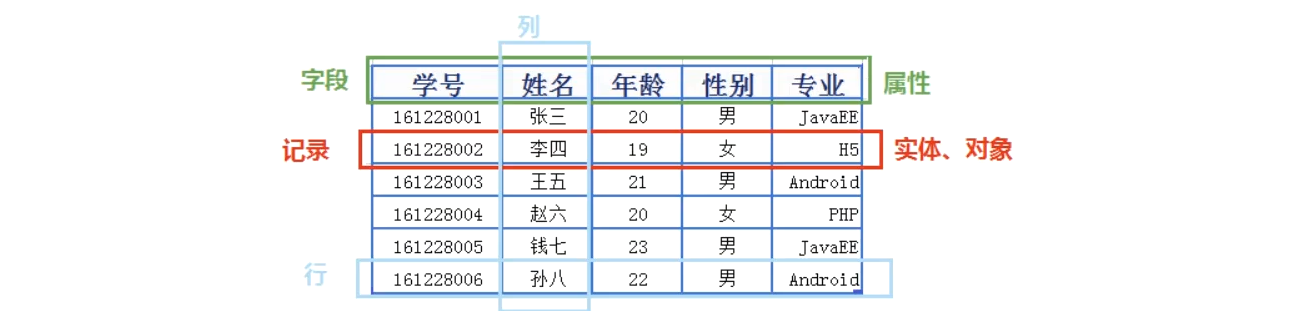 列
字段 学号 姓名 年龄 性别 专业 属性
161228001 张三 20 男 JavaEE
记录 161228002 李四 19 女 H5 实体、对象
161228003 王五 21 男 Android
161228004 赵六 20 女 PHP
161228005 钱七 23 男 JavaEE
行 161228006 孙八 22 男 Android